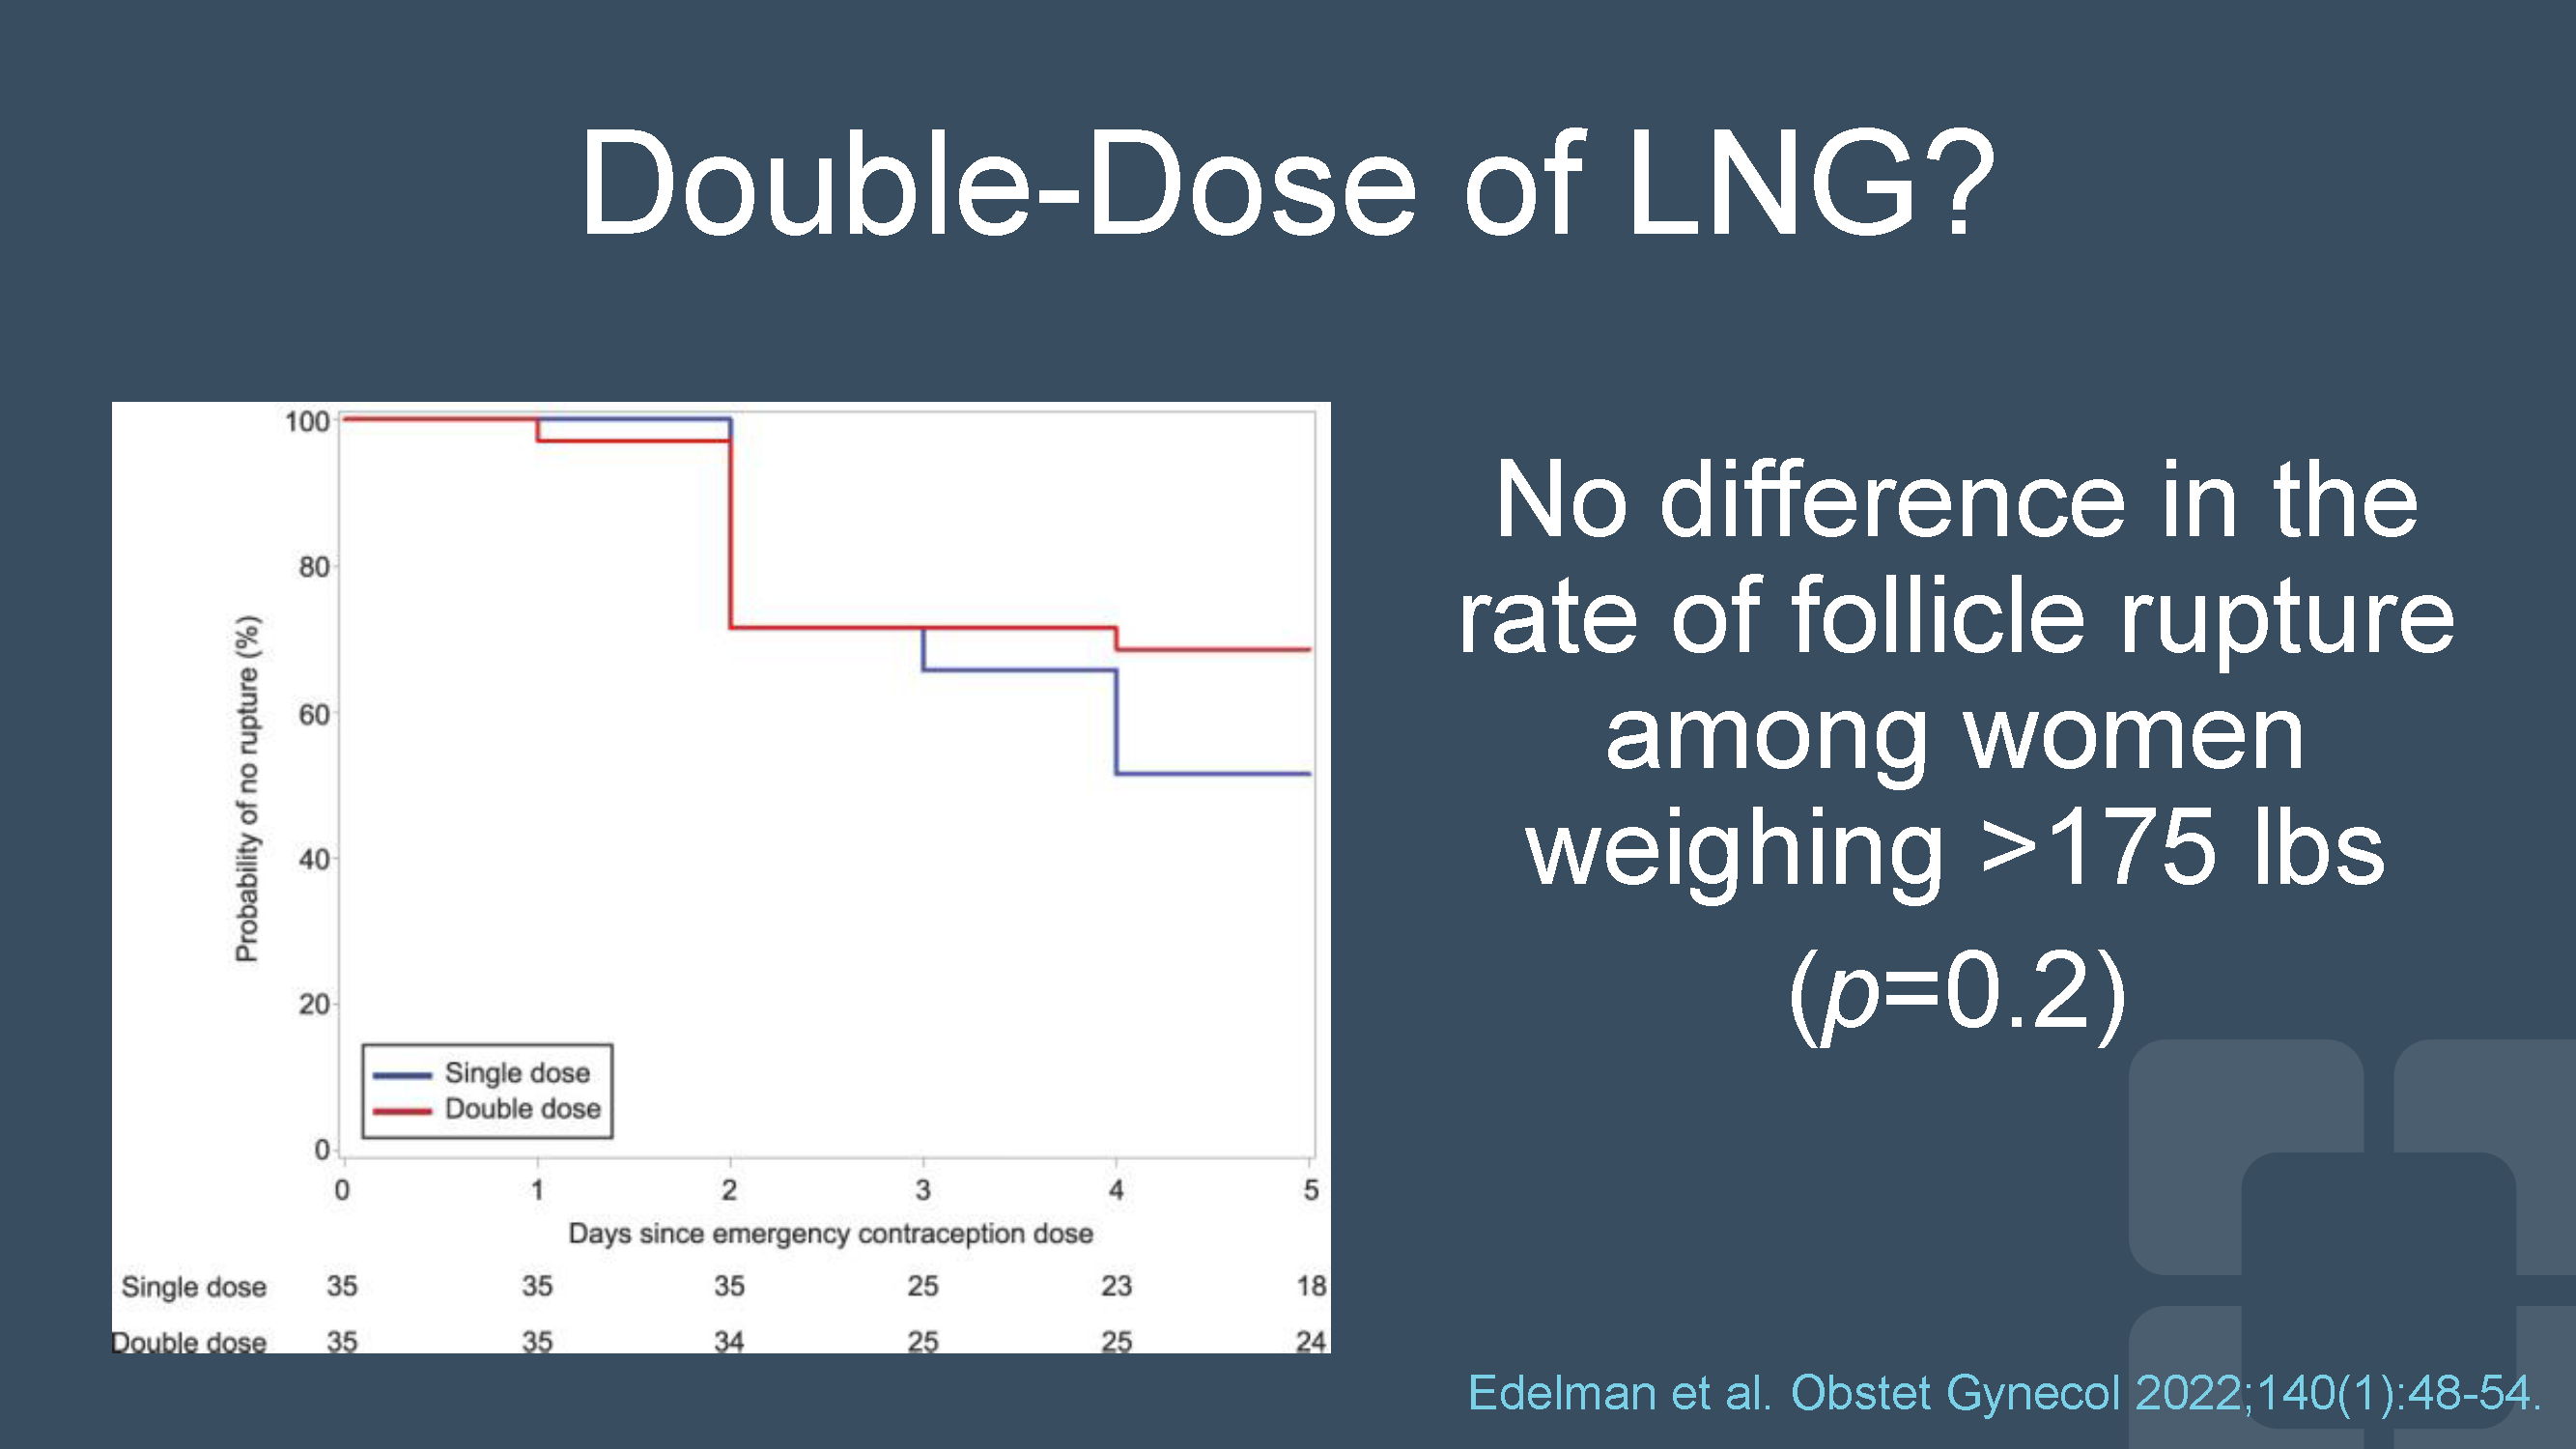 Double-Dose of LNG?
100
80
60
40
20
0
Probability of no rupture (%)
Single dose
Double dose
0 1 2 3 4 5
Days since emergency contraception dose
Single dose 35 35 35 25 23 18
Double dose 35 35 34 25 25 24
No difference in the
rate of follicle rupture
among women
weighing >175 lbs
(p=0.2)
Edelman et al. Obstet Gynecol 2022;140(1):48-54.